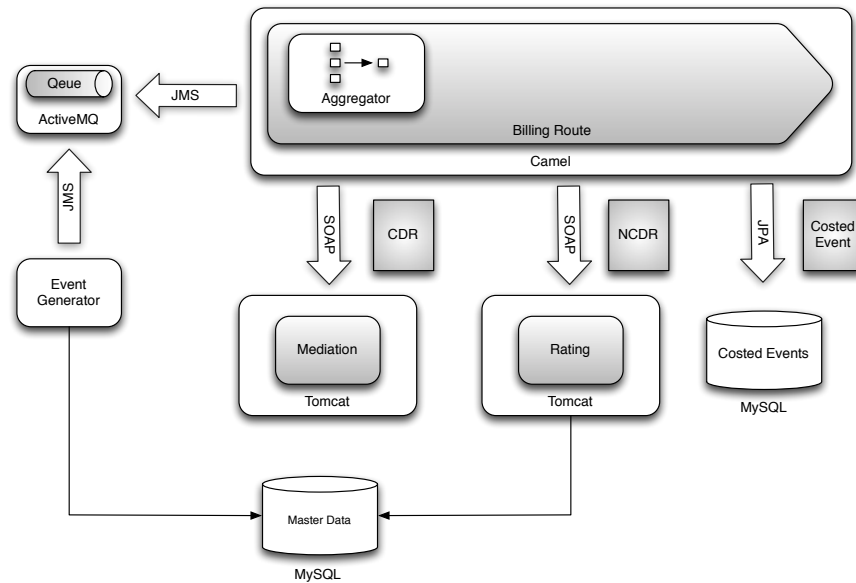 Qeue
ActiveMQ
JMS
Aggregator
Billing Route
Camel
JMS
SOAP
CDR
SOAP
NCDR
JPA
Costed
Event
Event
Generator
Mediation
Tomcat
Rating
Tomcat
Costed Events
MySQL
Master Data
MySQL